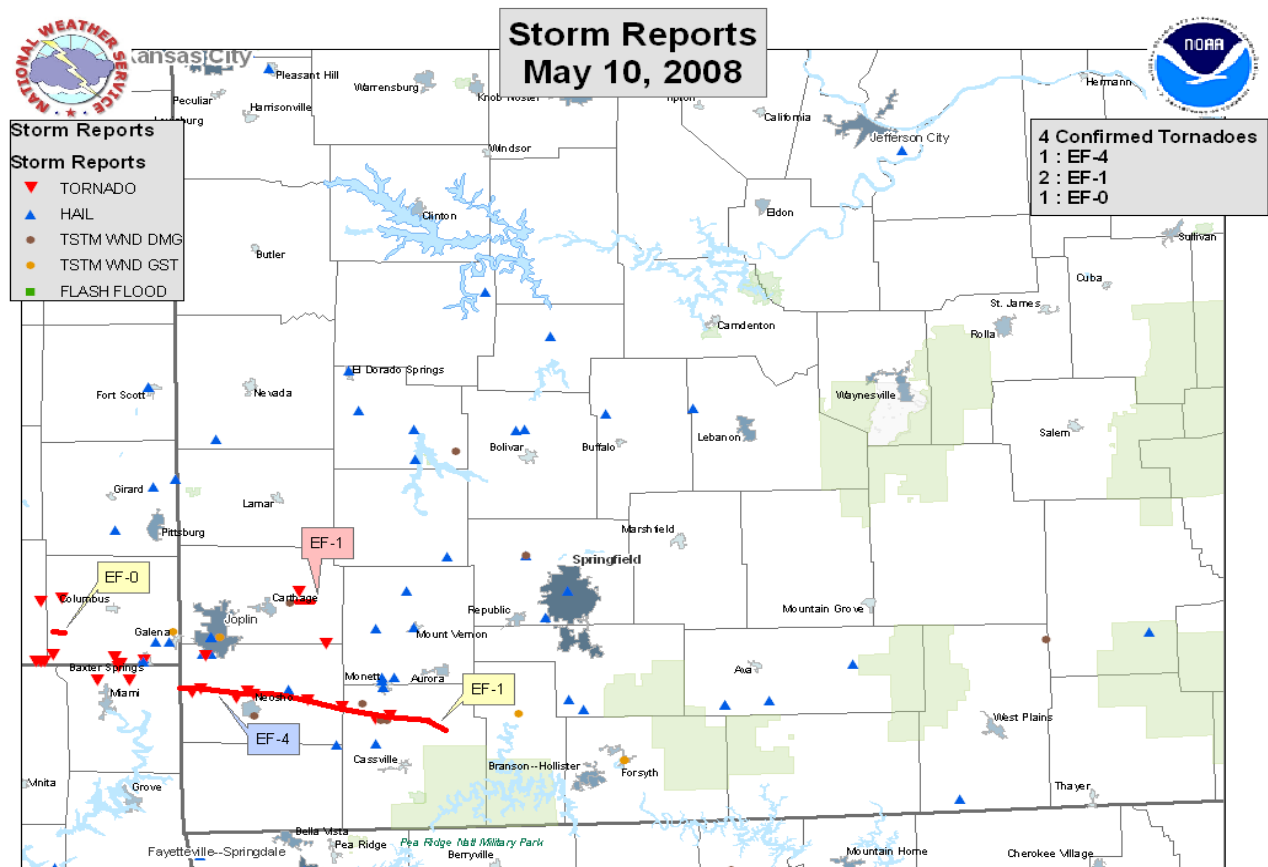 Storm Reports
May 10, 2008
NATIONAL WEATHER SERVICE
NOAA
Kansas City
Pleasant Hill
Warrensburg
Knob Noster
Tipton
Hermann
Peculiar
Harrisonville
California
Jefferson City
Storm Reports
Storm Reports
TORNADO
HAIL
TSTM WND DMG
TSTM WND GST
FLASH FLOOD
4 Confirmed Tornadoes
1 : EF-4
2 : EF-1
1 : EF-0
Windsor
Clinton
Eldon
Sullivan
Butler
Cuba
St. James
Camdenton
Rolla
El Dorado Springs
Fort Scott
Nevada
Waynesville
Salem
Bolivar
Buffalo
Lebanon
Girard
Lamar
Pittsburg
Marshfield
EF-1
Springfield
EF-0
Columbus
Carthage
Republic
Mountain Grove
Joplin
Galena
Mount Vernon
Baxter Springs
Monett
Aurora
Ava
Miami
Neosho
EF-1
EF-4
West Plains
Cassville
Branson--Hollister
Forsyth
Vinita
Grove
Thayer
Bella Vista
Pea Ridge
Pea Ridge Natl Military Park
Fayetteville--Springdale
Berryville
Mountain Home
Cherokee Village